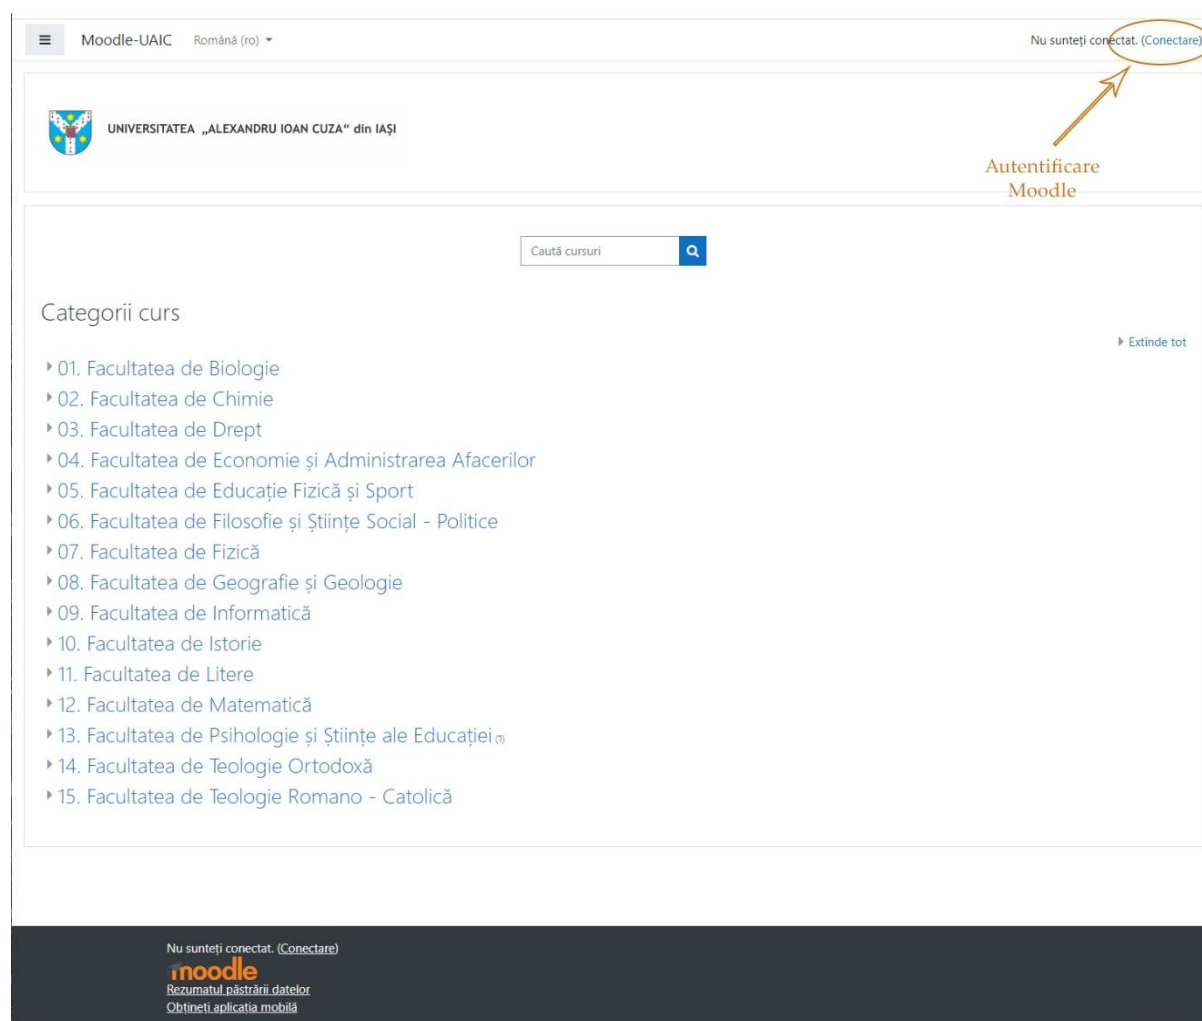 Moodle-UAIC Română (ro) Nu sunteți conectat. (Conectare)
UNIVERSITATEA „ALEXANDRU IOAN CUZA“ din IAȘI
Autentificare
Moodle
Caută cursuri
Categorii curs
Extinde tot
01. Facultatea de Biologie
02. Facultatea de Chimie
03. Facultatea de Drept
04. Facultatea de Economie și Administrarea Afacerilor
05. Facultatea de Educație Fizică și Sport
06. Facultatea de Filosofie și Științe Social - Politice
07. Facultatea de Fizică
08. Facultatea de Geografie și Geologie
09. Facultatea de Informatică
10. Facultatea de Istorie
11. Facultatea de Litere
12. Facultatea de Matematică
13. Facultatea de Psihologie și Științe ale Educației (1)
14. Facultatea de Teologie Ortodoxă
15. Facultatea de Teologie Romano - Catolică
Nu sunteți conectat. (Conectare)
moodle
Rezumatul păstrării datelor
Obțineți aplicația mobilă